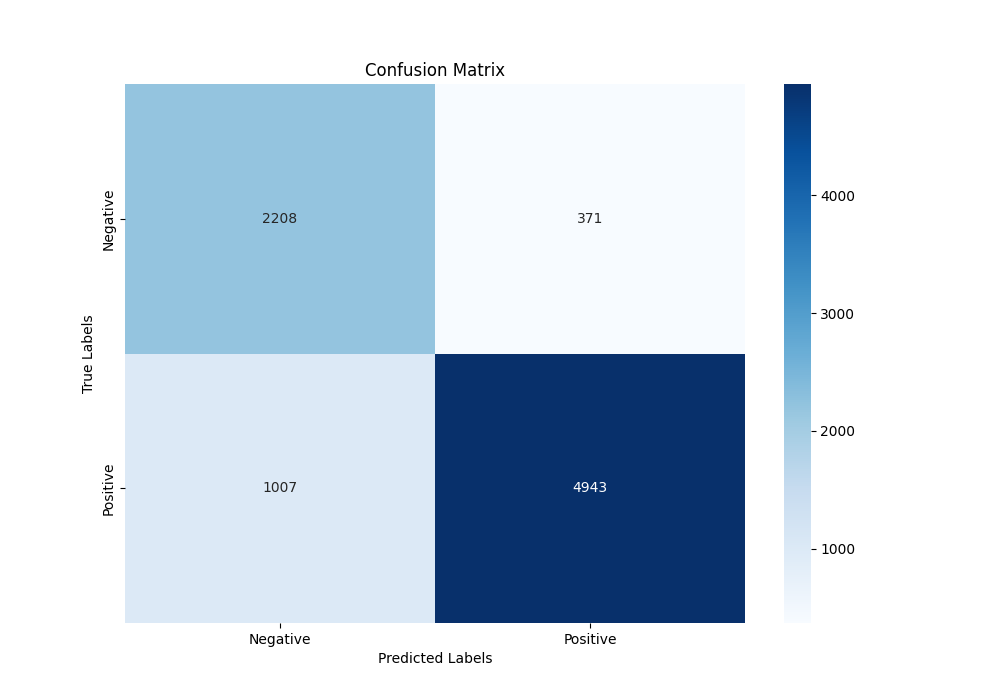 Confusion Matrix
True Labels
Negative
2208
371
Positive
1007
4943
Negative
Positive
Predicted Labels
4000
3000
2000
1000